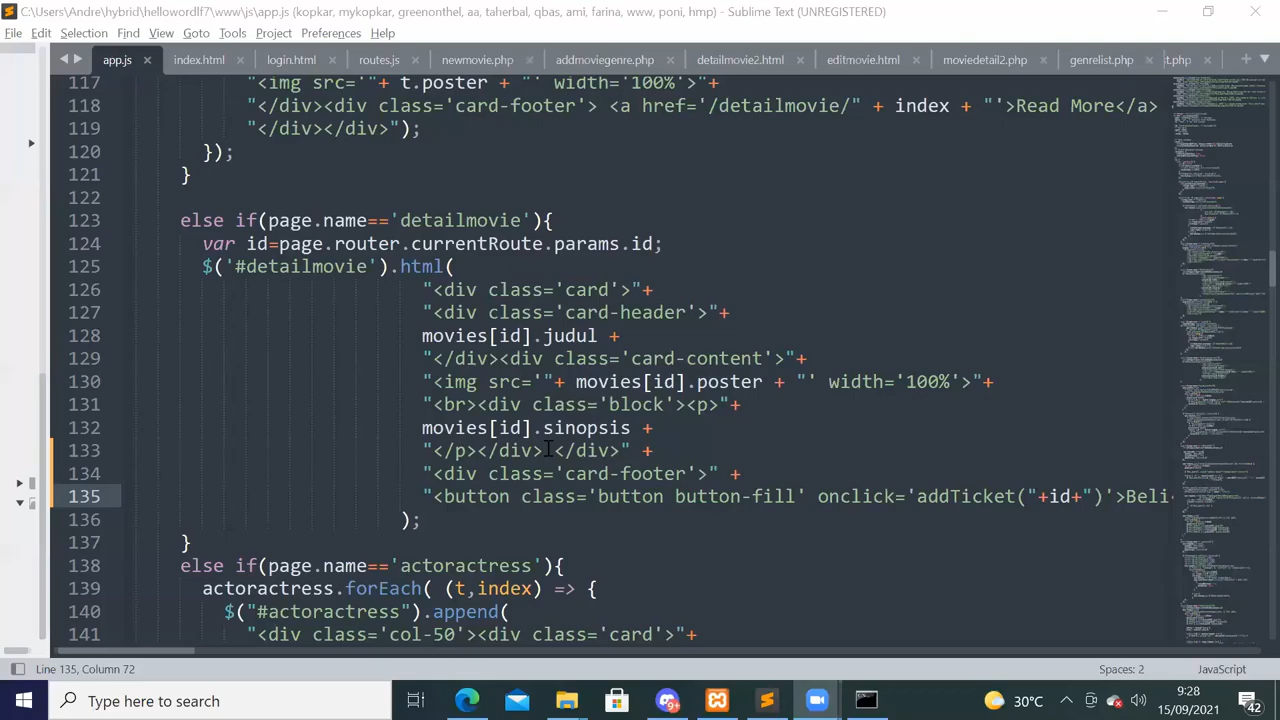 C:\Users\Andre\hybrid\hellowordlf7\www\js\app.js (kopkar, mykopkar, greenotel, aa, taherbal, qbas, ami, farina, www, poni, hmp) - Sublime Text (UNREGISTERED)
File Edit Selection Find View Goto Tools Project Preferences Help
app.js index.html login.html routes.js newmovie.php addmoviegenre.php detailmovie2.html editmovie.html moviedetail2.php genrelist.php t.php
117 "<img src='"+ t.poster + "' width='100%'>"+
118 "</div><div class='card-footer'> <a href='/detailmovie/" + index + "'>Read More</a>
119 "</div></div>");
120 });
121 }
122
123 else if(page.name=='detailmovie'){
124 var id=page.router.currentRoute.params.id;
125 $('#detailmovie').html(
126 "<div class='card'>"+
127 "<div class='card-header'>"+
128 movies[id].judul +
129 "</div><div class='card-content'>"+
130 "<img src='"+ movies[id].poster + "' width='100%'>"+
131 "<br><div class='block'><p>"+
132 movies[id].sinopsis +
133 "</p></div></div>" +
134 "<div class='card-footer'>" +
135 "<button class='button button-fill' onclick='addTicket("+id+")'>Beli
136 );
137 }
138 else if(page.name=='actoractress'){
139 actoractress.forEach( (t,index) => {
140 $("#actoractress").append(
141 "<div class='col-50'><div class='card'>"+
Line 135, Column 72 Spaces: 2 JavaScript
Type here to search 30°C 9:28
15/09/2021 42